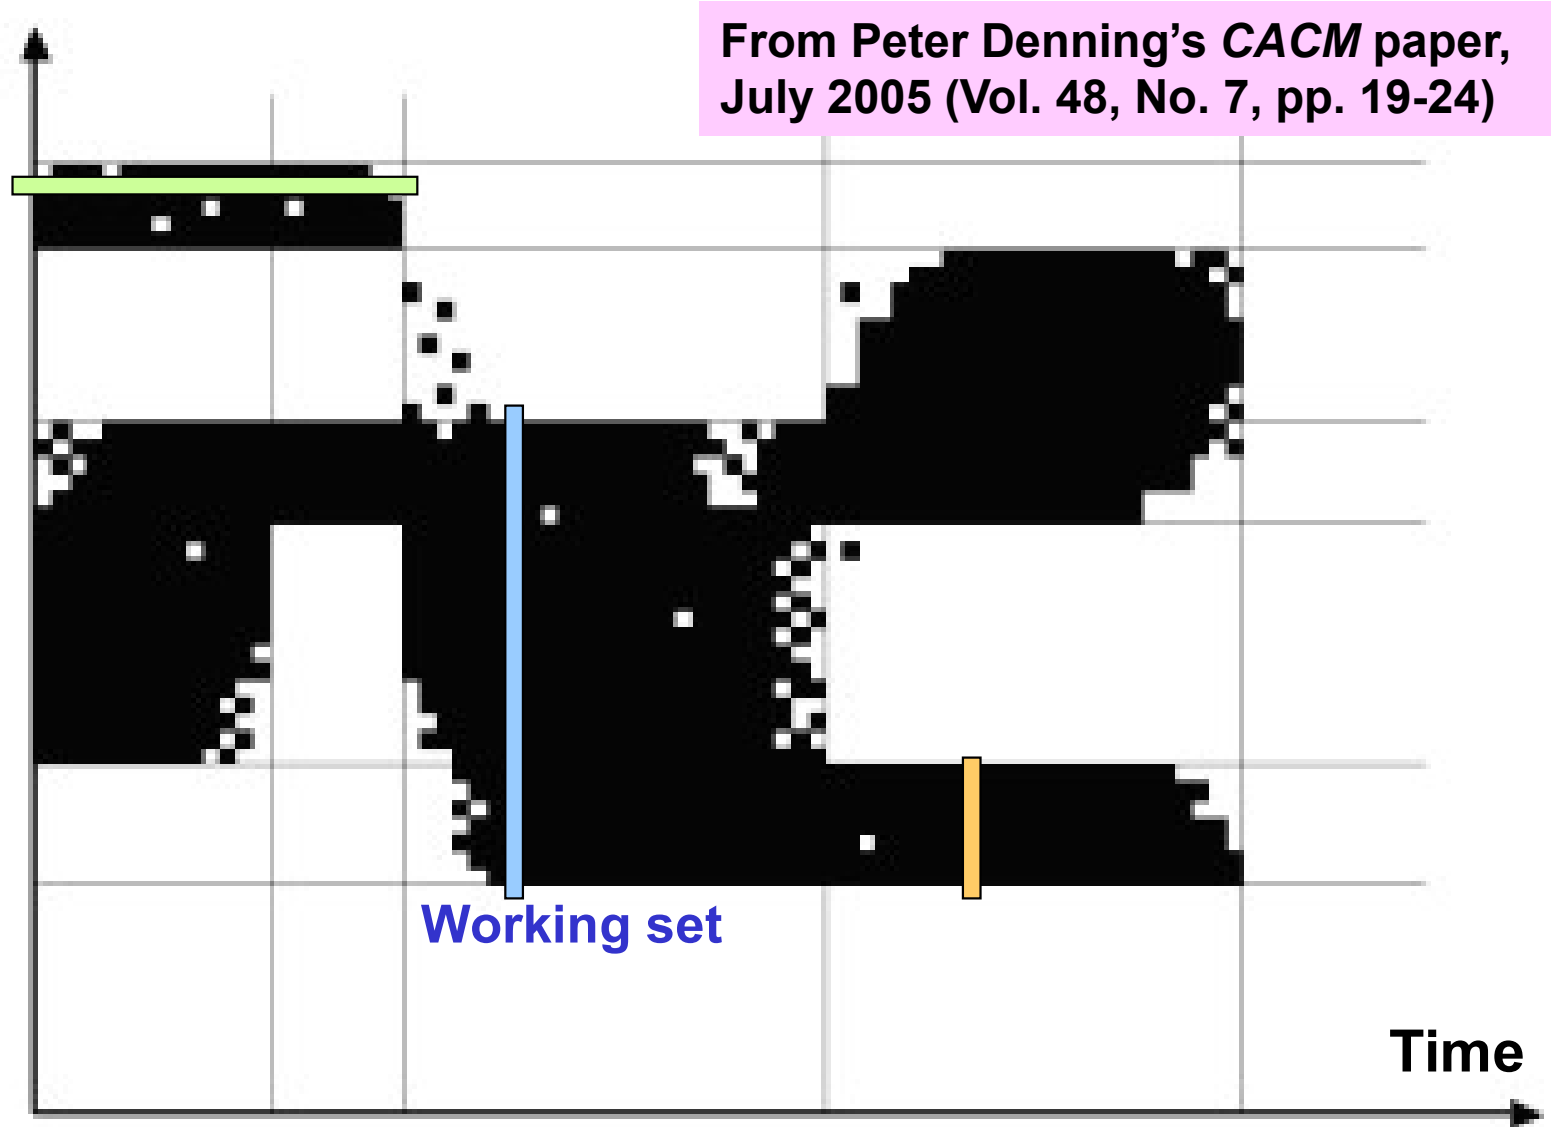 From Peter Denning’s CACM paper,
July 2005 (Vol. 48, No. 7, pp. 19-24)
Working set
Time